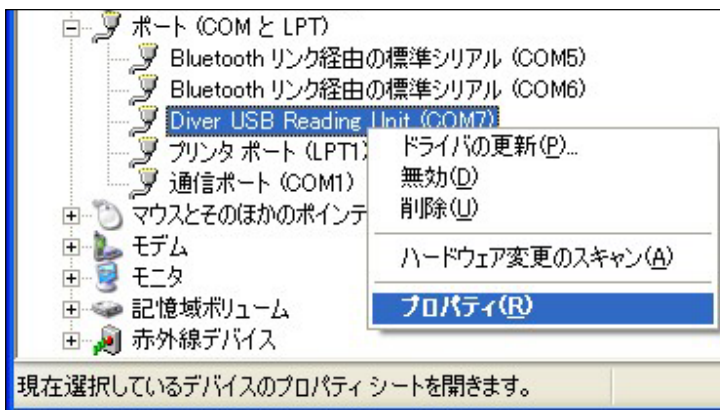 ポート (COM と LPT)
Bluetooth リンク経由の標準シリアル (COM5)
Bluetooth リンク経由の標準シリアル (COM6)
Diver USB Reading Unit (COM7)
プリンタ ポート (LPT1)
通信ポート (COM1)
マウスとそのほかのポインテ
モデム
モニタ
記憶域ボリューム
赤外線デバイス
ドライバの更新(P)...
無効(D)
削除(U)
ハードウェア変更のスキャン(A)
プロパティ(R)
現在選択しているデバイスのプロパティ シートを開きます。